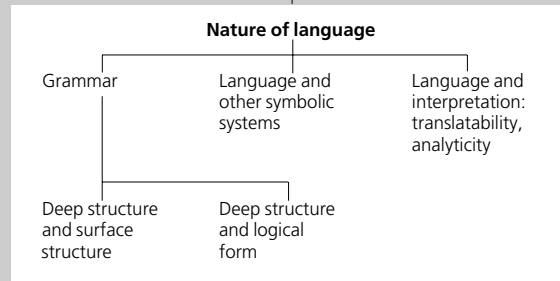 Nature of language
Grammar
Language and
other symbolic
systems
Language and
interpretation:
translatability,
analyticity
Deep structure
and surface
structure
Deep structure
and logical
form